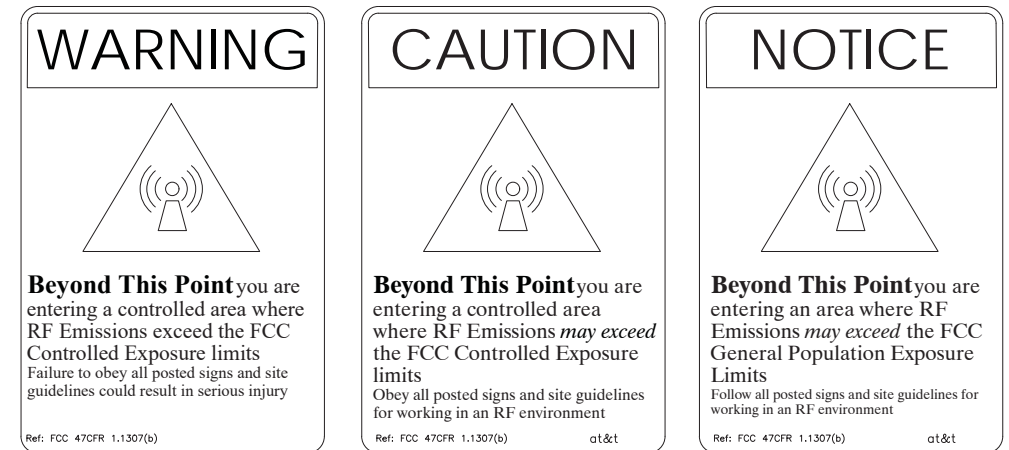 WARNING
Beyond This Point you are
entering a controlled area where
RF Emissions exceed the FCC
Controlled Exposure limits
Failure to obey all posted signs and site
guidelines could result in serious injury
Ref: FCC 47CFR 1.1307(b)
CAUTION
Beyond This Point you are
entering a controlled area
where RF Emissions may exceed
the FCC Controlled Exposure
limits
Obey all posted signs and site guidelines
for working in an RF environment
Ref: FCC 47CFR 1.1307(b) at&t
NOTICE
Beyond This Point you are
entering an area where RF
Emissions may exceed the FCC
General Population Exposure
Limits
Follow all posted signs and site guidelines for
working in an RF environment
Ref: FCC 47CFR 1.1307(b) at&t